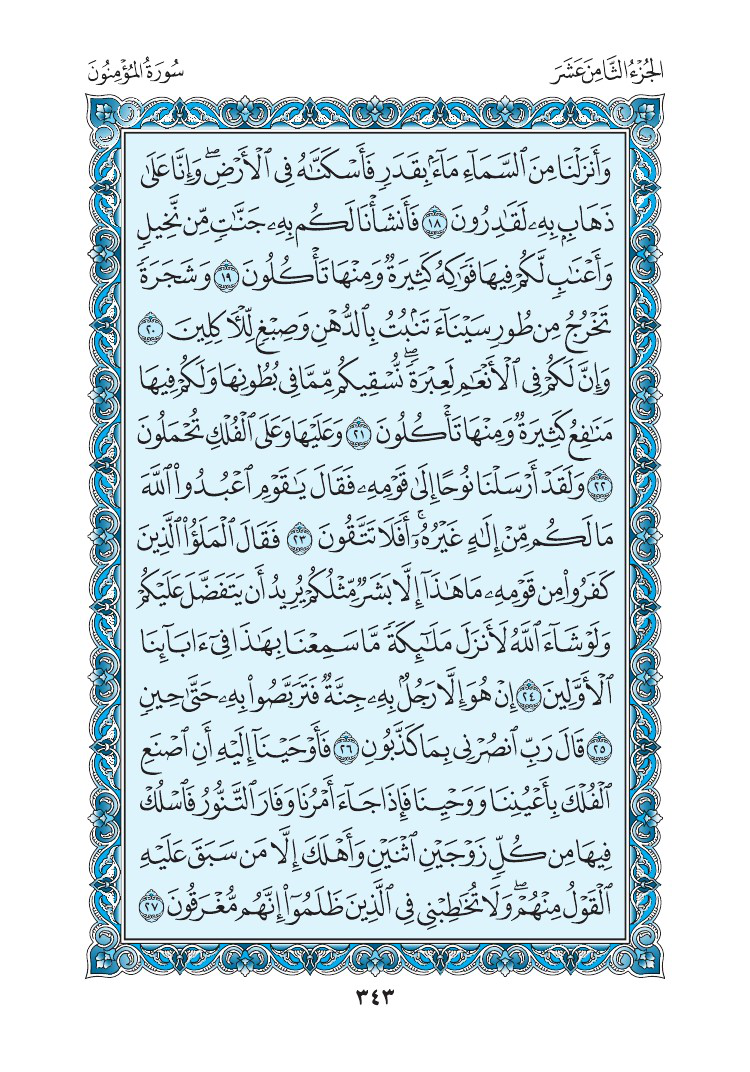 الجُزْءُ الثَّامِنَ عَشَرَ
سُورَةُ المُؤْمِنُونَ
وَأَنزَلْنَا مِنَ ٱلسَّمَآءِ مَآءَۢ بِقَدَرٖ فَأَسْكَنَّٰهُ فِي ٱلْأَرْضِۖ وَإِنَّا عَلَىٰ
ذَهَابِۭ بِهِۦ لَقَٰدِرُونَ ١٨ فَأَنشَأْنَا لَكُم بِهِۦ جَنَّٰتٖ مِّن نَّخِيلٖ
وَأَعْنَٰبٖ لَّكُمْ فِيهَا فَوَٰكِهُ كَثِيرَةٞ وَمِنْهَا تَأْكُلُونَ ١٩ وَشَجَرَةٗ
تَخْرُجُ مِن طُورِ سَيْنَآءَ تَنۢبُتُ بِٱلدُّهْنِ وَصِبْغٖ لِّلْأٓكِلِينَ ٢٠
وَإِنَّ لَكُمْ فِي ٱلْأَنْعَٰمِ لَعِبْرَةٗۖ نُّسْقِيكُم مِّمَّا فِي بُطُونِهَا وَلَكُمْ فِيهَا
مَنَٰفِعُ كَثِيرَةٞ وَمِنْهَا تَأْكُلُونَ ٢١ وَعَلَيْهَا وَعَلَى ٱلْفُلْكِ تُحْمَلُونَ
٢٢ وَلَقَدْ أَرْسَلْنَا نُوحًا إِلَىٰ قَوْمِهِۦ فَقَالَ يَٰقَوْمِ ٱعْبُدُواْ ٱللَّهَ
مَا لَكُم مِّنْ إِلَٰهٍ غَيْرُهُۥٓۚ أَفَلَا تَتَّقُونَ ٢٣ فَقَالَ ٱلْمَلَؤُاْ ٱلَّذِينَ
كَفَرُواْ مِن قَوْمِهِۦ مَا هَٰذَآ إِلَّا بَشَرٞ مِّثْلُكُمْ يُرِيدُ أَن يَتَفَضَّلَ عَلَيْكُمْ
وَلَوْ شَآءَ ٱللَّهُ لَأَنزَلَ مَلَٰٓئِكَةٗ مَّا سَمِعْنَا بِهَٰذَا فِيٓ ءَابَآئِنَا
ٱلْأَوَّلِينَ ٢٤ إِنْ هُوَ إِلَّا رَجُلُۢ بِهِۦ جِنَّةٞ فَتَرَبَّصُواْ بِهِۦ حَتَّىٰ حِينٖ
٢٥ قَالَ رَبِّ ٱنصُرْنِي بِمَا كَذَّبُونِ ٢٦ فَأَوْحَيْنَآ إِلَيْهِ أَنِ ٱصْنَعِ
ٱلْفُلْكَ بِأَعْيُنِنَا وَوَحْيِنَا فَإِذَا جَآءَ أَمْرُنَا وَفَارَ ٱلتَّنُّورُ فَٱسْلُكْ
فِيهَا مِن كُلّٖ زَوْجَيْنِ ٱثْنَيْنِ وَأَهْلَكَ إِلَّا مَن سَبَقَ عَلَيْهِ
ٱلْقَوْلُ مِنْهُمْۖ وَلَا تُخَٰطِبْنِي فِي ٱلَّذِينَ ظَلَمُوٓاْ إِنَّهُم مُّغْرَقُونَ ٢٧
٣٤٣